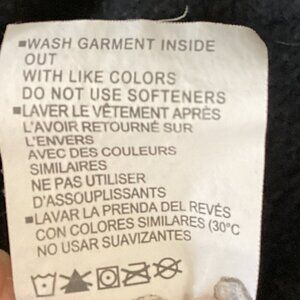 ▪WASH GARMENT INSIDE
OUT
WITH LIKE COLORS
DO NOT USE SOFTENERS
▪LAVER LE VÊTEMENT APRÈS
L'AVOIR RETOURNÉ SUR
L'ENVERS
AVEC DES COULEURS
SIMILAIRES
NE PAS UTILISER
D'ASSOUPLISSANTS
▪LAVAR LA PRENDA DEL REVÉS
CON COLORES SIMILARES (30°C
NO USAR SUAVIZANTES